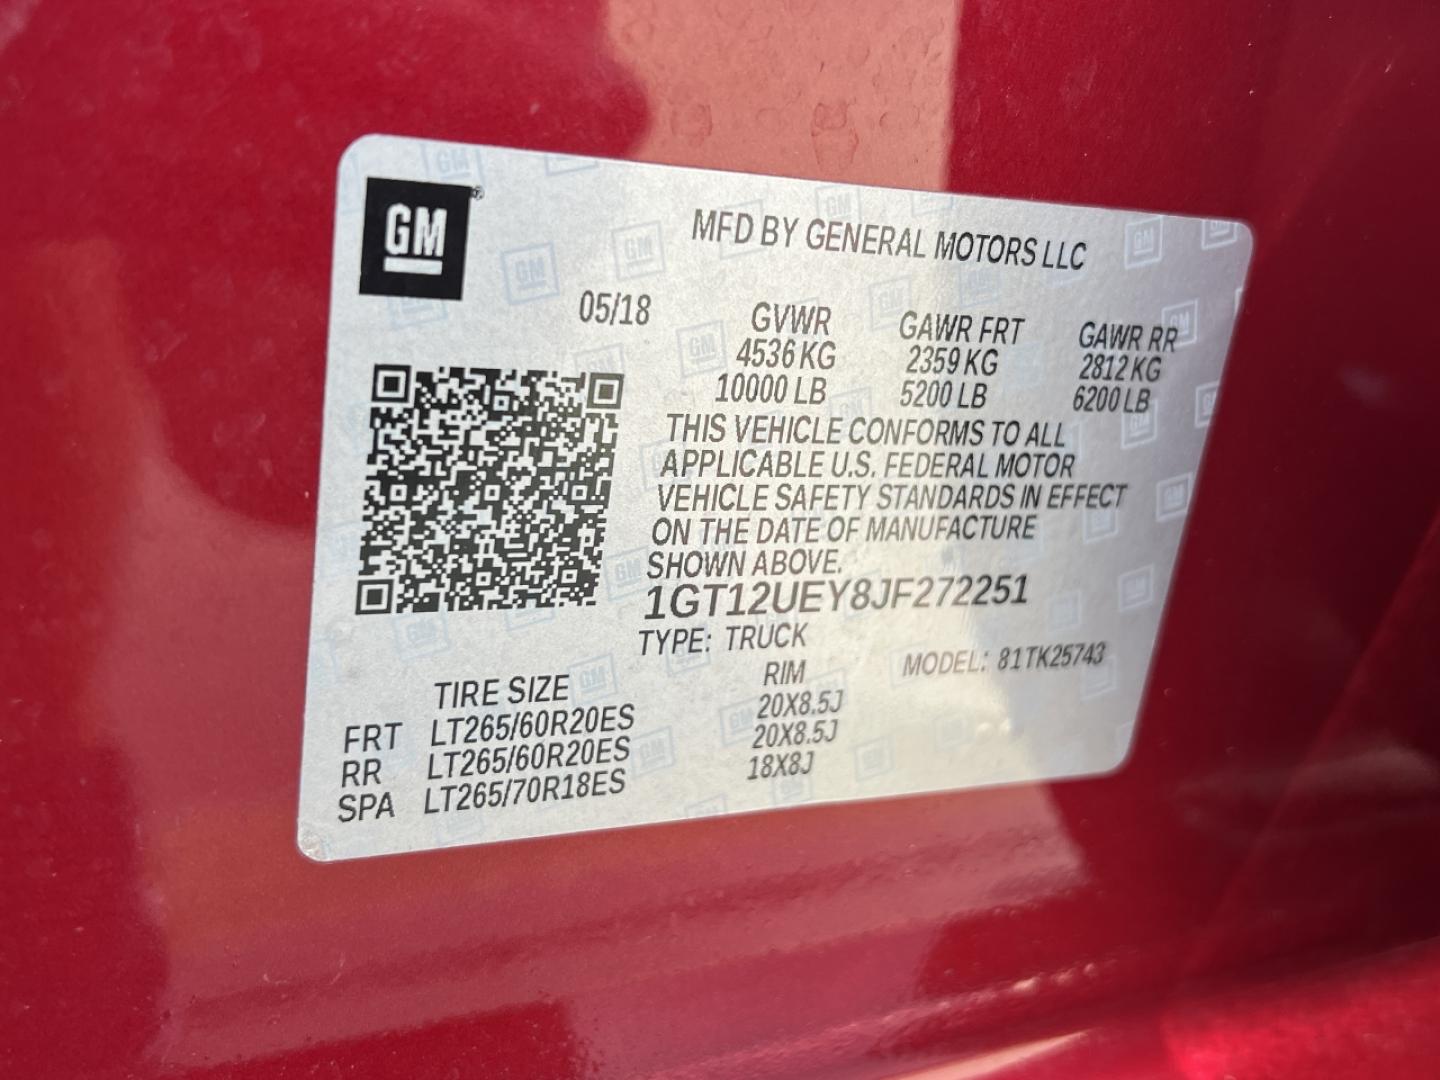 GM
MFD BY GENERAL MOTORS LLC
05/18 GVWR GAWR FRT GAWR RR
4536 KG 2359 KG 2812 KG
10000 LB 5200 LB 6200 LB
THIS VEHICLE CONFORMS TO ALL
APPLICABLE U.S. FEDERAL MOTOR
VEHICLE SAFETY STANDARDS IN EFFECT
ON THE DATE OF MANUFACTURE
SHOWN ABOVE.
1GT12UEY8JF272251
TYPE: TRUCK MODEL: 81TK25743
TIRE SIZE RIM
FRT LT265/60R20ES 20X8.5J
RR LT265/60R20ES 20X8.5J
SPA LT265/70R18ES 18X8J